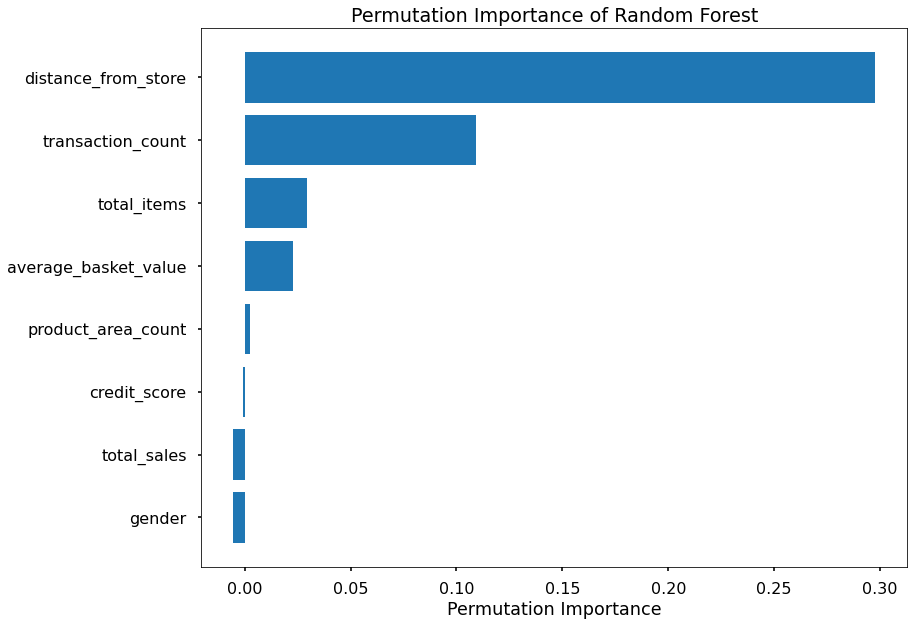 Permutation Importance of Random Forest
distance_from_store
transaction_count
total_items
average_basket_value
product_area_count
credit_score
total_sales
gender
0.00 0.05 0.10 0.15 0.20 0.25 0.30
Permutation Importance